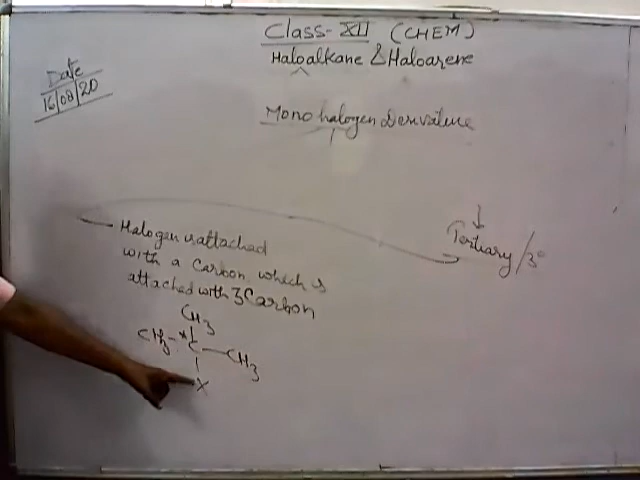 Class-XII (CHEM)
Haloalkane & Haloarene
Date
16/08/20
Mono halogen Derivative
Tertiary/3°
Halogen is attached
with a Carbon which is
attached with 3 Carbon
CH3
CH3-*C-CH3
X